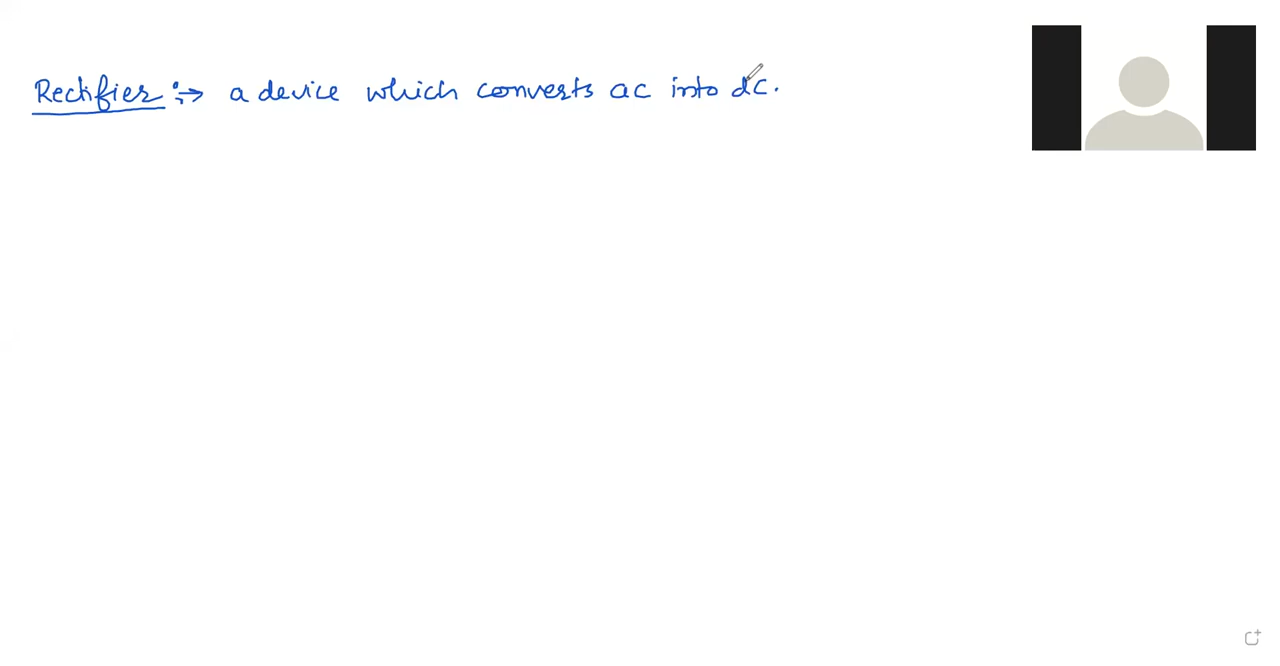 Rectifier :→ a device which converts ac into dc.